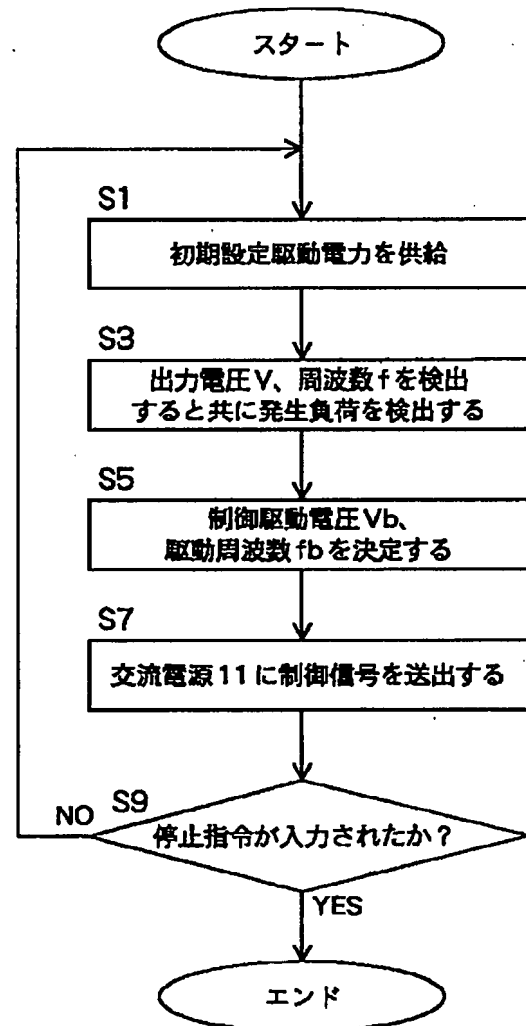 スタート
S1
初期設定駆動電力を供給
S3
出力電圧V、周波数fを検出
すると共に発生負荷を検出する
S5
制御駆動電圧Vb、
駆動周波数fbを決定する
S7
交流電源11に制御信号を送出する
S9
NO
停止指令が入力されたか？
YES
エンド